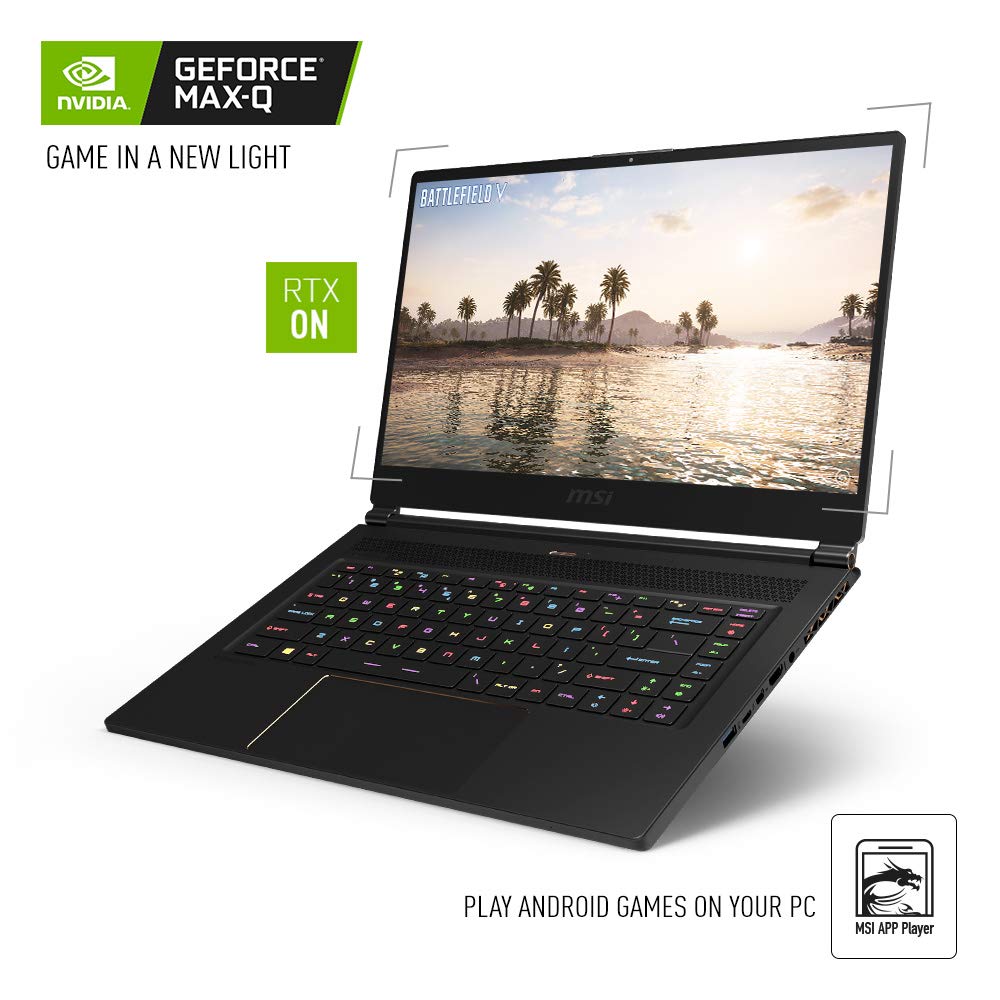 NVIDIA.
GEFORCE®
MAX-Q
GAME IN A NEW LIGHT
BATTLEFIELD V
RTX
ON
msi
PLAY ANDROID GAMES ON YOUR PC
MSI APP Player